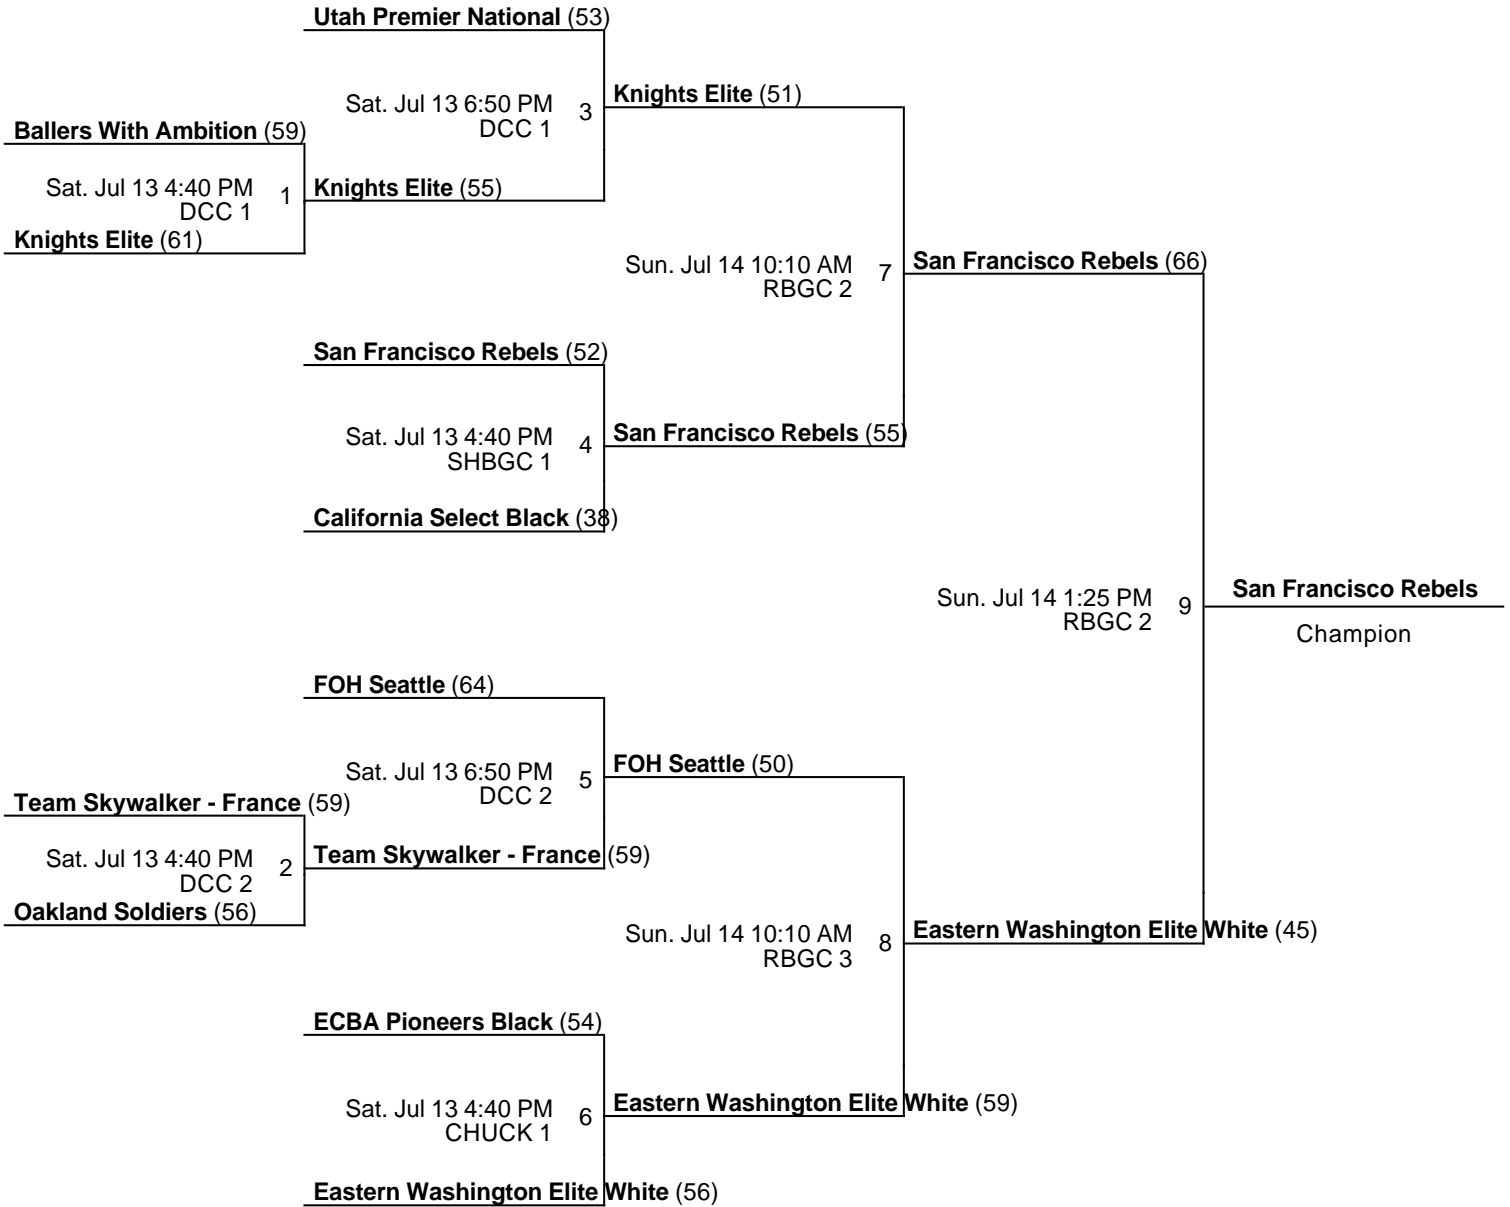 Utah Premier National (53)
Sat. Jul 13 6:50 PM
DCC 1
3
Knights Elite (51)
Ballers With Ambition (59)
Sat. Jul 13 4:40 PM
DCC 1
1
Knights Elite (55)
Knights Elite (61)
Sun. Jul 14 10:10 AM
RBGC 2
7
San Francisco Rebels (66)
San Francisco Rebels (52)
Sat. Jul 13 4:40 PM
SHBGC 1
4
San Francisco Rebels (55)
California Select Black (38)
Sun. Jul 14 1:25 PM
RBGC 2
9
San Francisco Rebels
Champion
FOH Seattle (64)
Sat. Jul 13 6:50 PM
DCC 2
5
FOH Seattle (50)
Team Skywalker - France (59)
Sat. Jul 13 4:40 PM
DCC 2
2
Team Skywalker - France (59)
Oakland Soldiers (56)
Sun. Jul 14 10:10 AM
RBGC 3
8
Eastern Washington Elite White (45)
ECBA Pioneers Black (54)
Sat. Jul 13 4:40 PM
CHUCK 1
6
Eastern Washington Elite White (59)
Eastern Washington Elite White (56)